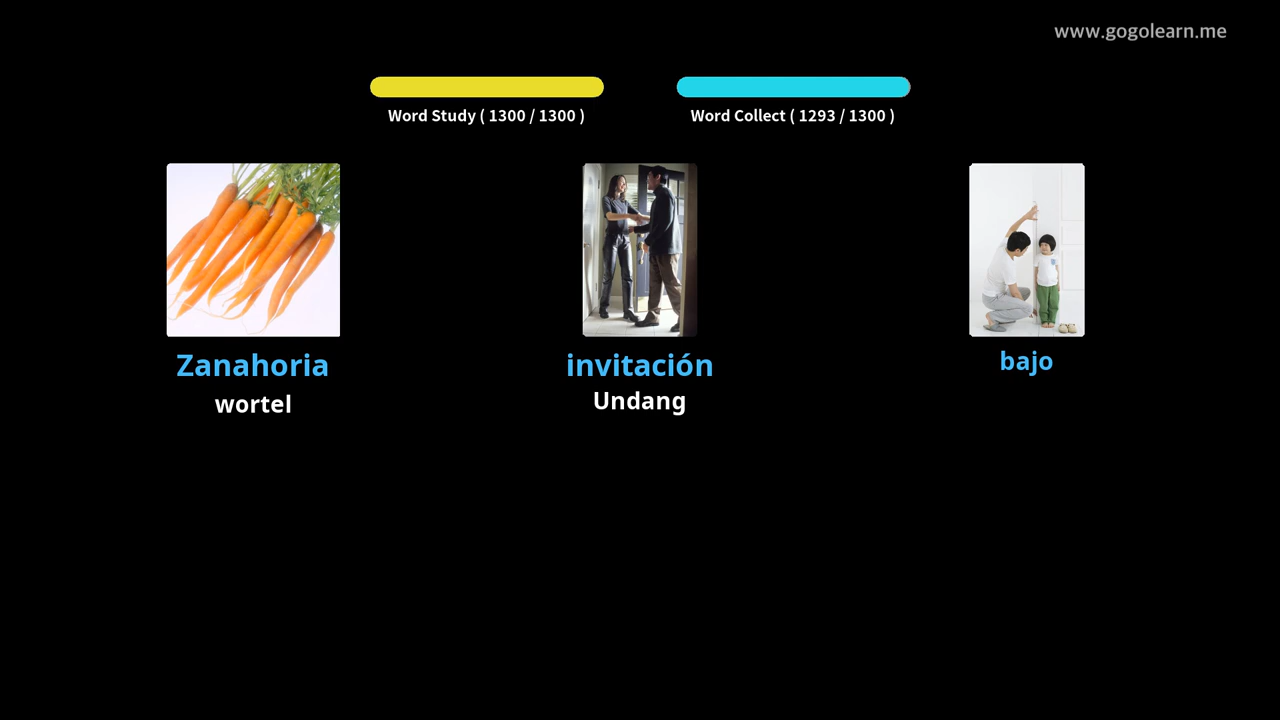 www.gogolearn.me
Word Study ( 1300 / 1300 )
Word Collect ( 1293 / 1300 )
Zanahoria
wortel
invitación
Undang
bajo